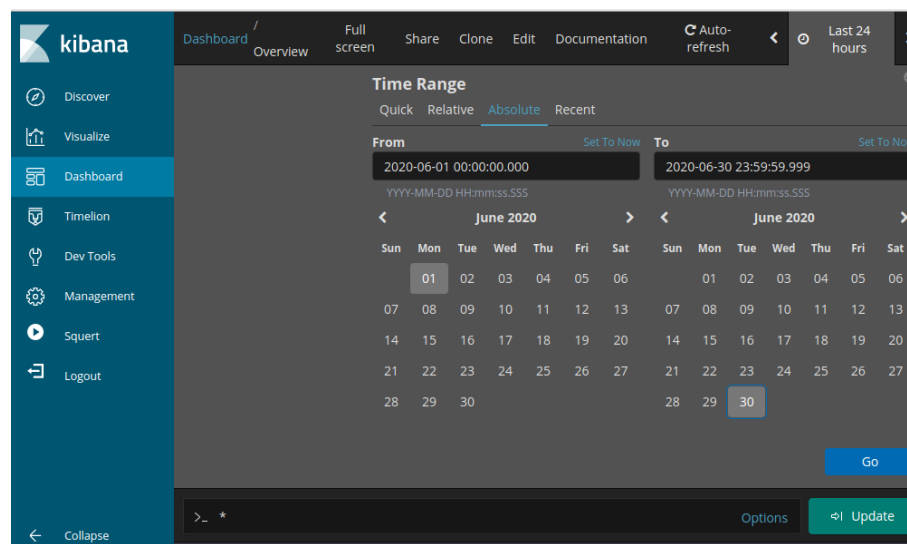 kibana
Discover
Visualize
Dashboard
Timelion
Dev Tools
Management
Squert
Logout
Collapse
Dashboard / Overview
Full screen
Share
Clone
Edit
Documentation
Auto-refresh
Last 24 hours
Time Range
Quick Relative Absolute Recent
From Set To Now
2020-06-01 00:00:00.000
YYYY-MM-DD HH:mm:ss.SSS
June 2020
Sun Mon Tue Wed Thu Fri Sat
01 02 03 04 05 06
07 08 09 10 11 12 13
14 15 16 17 18 19 20
21 22 23 24 25 26 27
28 29 30
To Set To No
2020-06-30 23:59:59.999
YYYY-MM-DD HH:mm:ss.SSS
June 2020
Sun Mon Tue Wed Thu Fri Sat
01 02 03 04 05 06
07 08 09 10 11 12 13
14 15 16 17 18 19 20
21 22 23 24 25 26 27
28 29 30
Go
>_ *
Options
Update